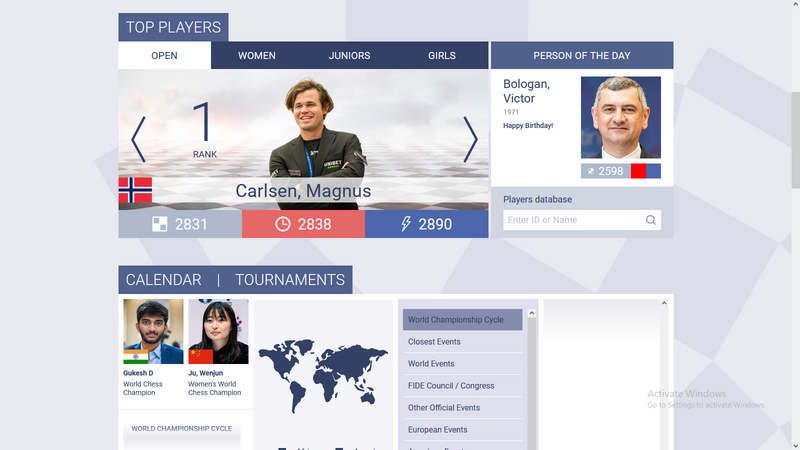 TOP PLAYERS
OPEN
WOMEN
JUNIORS
GIRLS
1
RANK
UNIBET
Carlsen, Magnus
2831
2838
2890
PERSON OF THE DAY
Bologan,
Victor
1971
Happy Birthday!
2598
Players database
Enter ID or Name
CALENDAR | TOURNAMENTS
Gukesh D
World Chess
Champion
Ju, Wenjun
Women's World
Chess Champion
WORLD CHAMPIONSHIP CYCLE
World Championship Cycle
Closest Events
World Events
FIDE Council / Congress
Other Official Events
European Events
Activate Windows
Go to Settings to activate Windows.